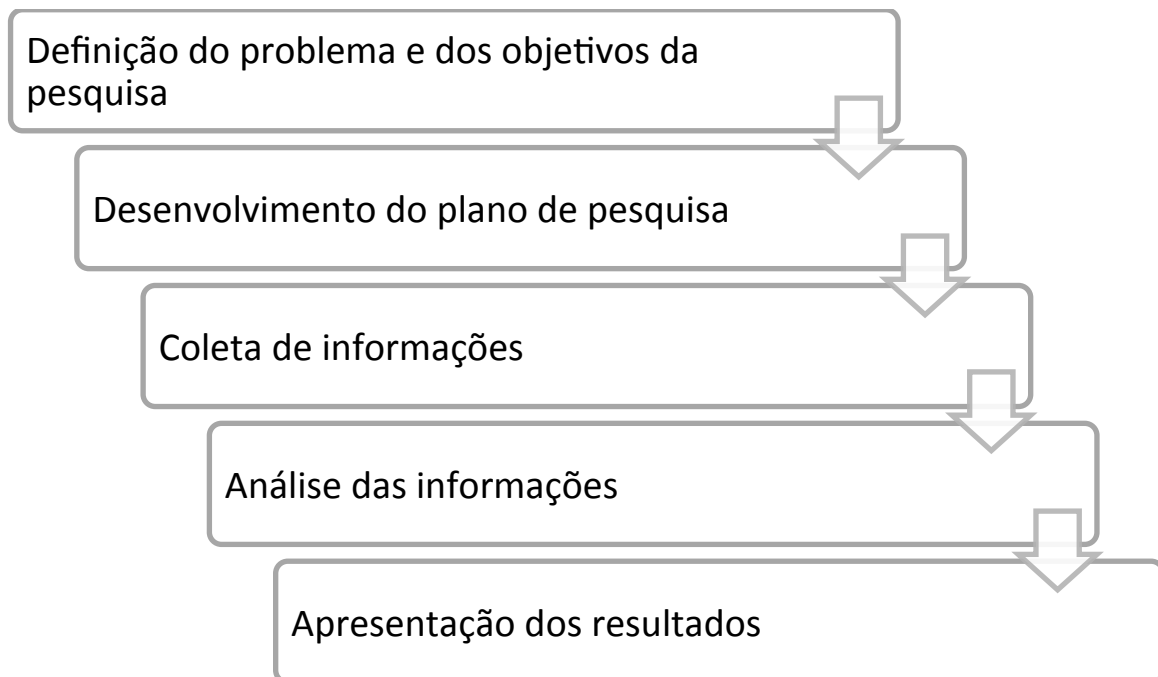 Definição do problema e dos objetivos da
pesquisa
Desenvolvimento do plano de pesquisa
Coleta de informações
Análise das informações
Apresentação dos resultados